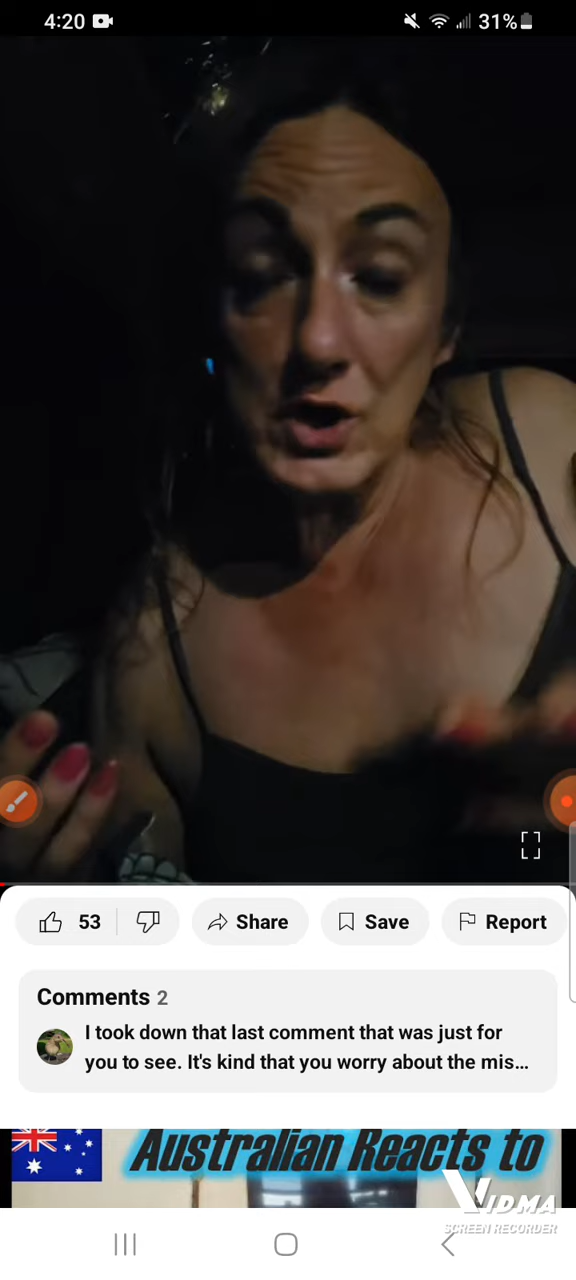 4:20
31%
53
Share
Save
Report
Comments 2
I took down that last comment that was just for
you to see. It's kind that you worry about the mis...
Australian Reacts to
VIDMA
SCREEN RECORDER